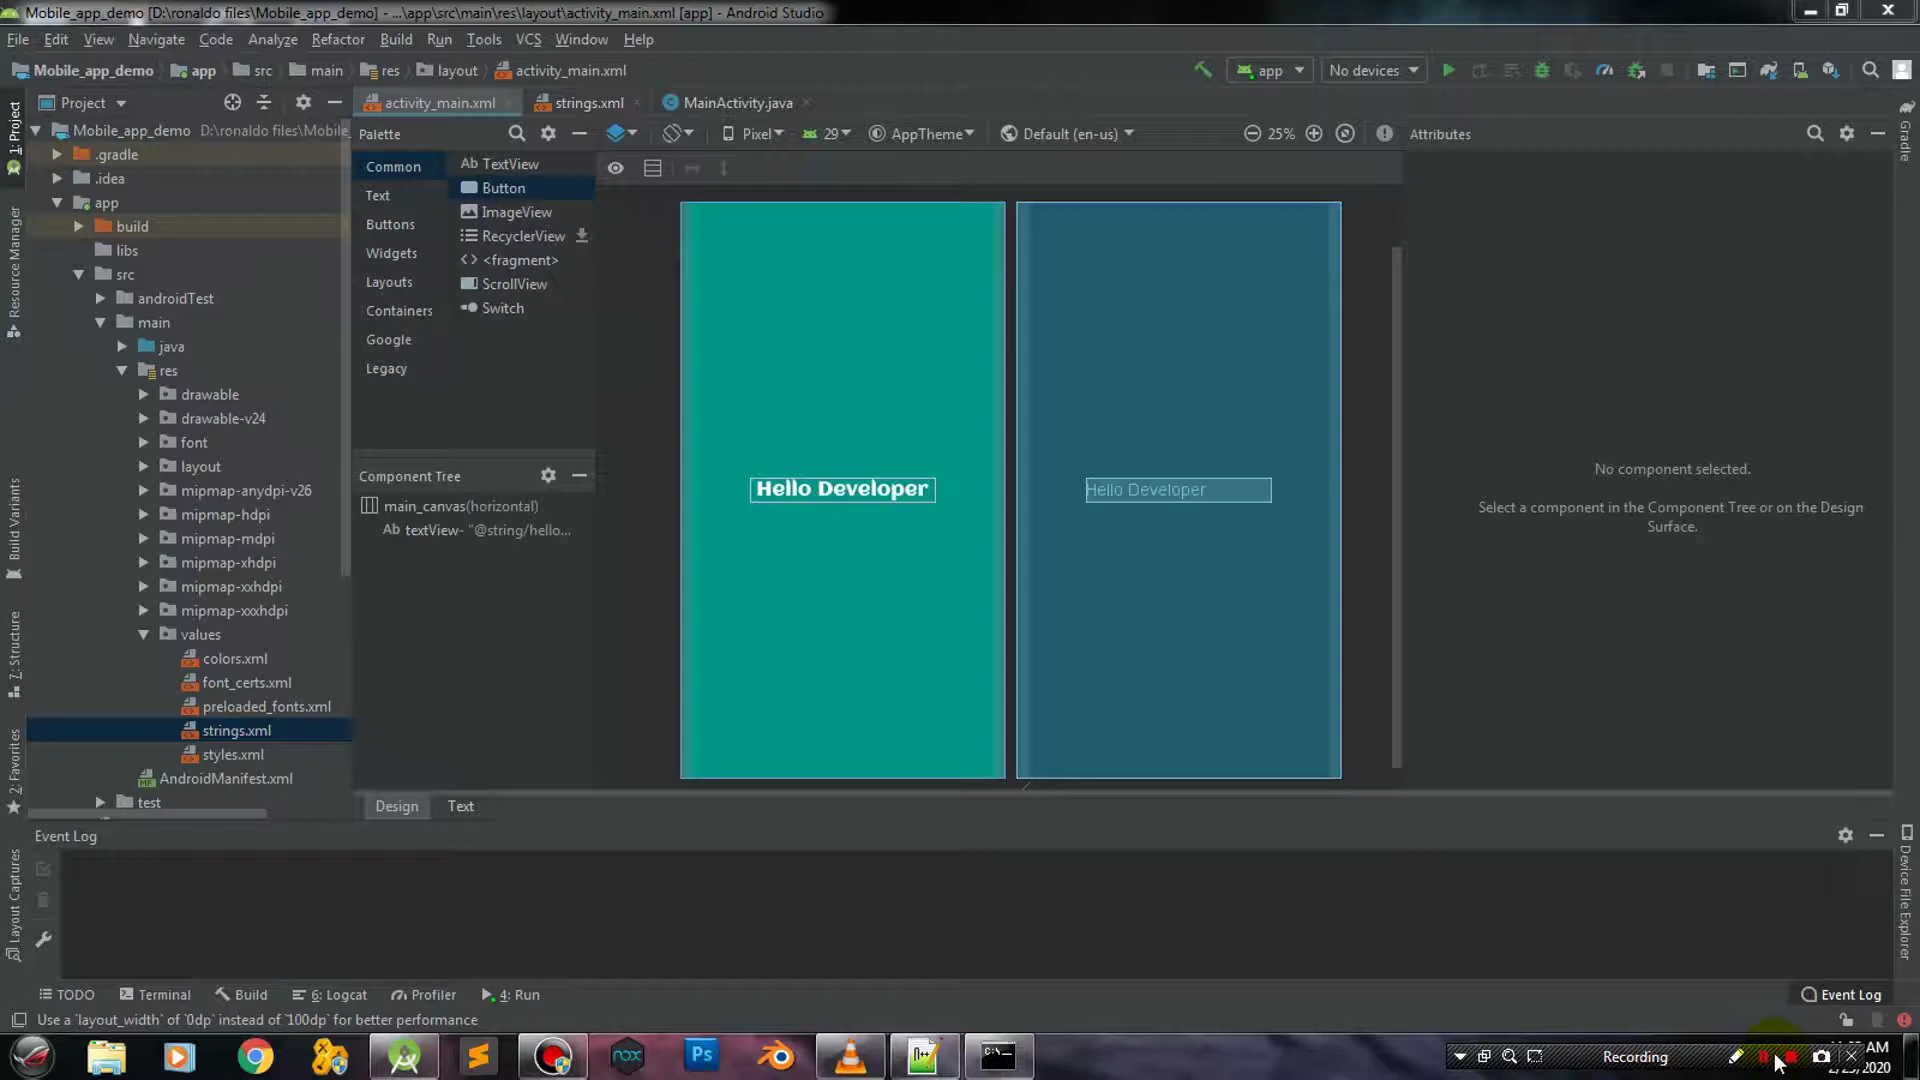 Mobile_app_demo [D:\ronaldo files\Mobile_app_demo] - ...\app\src\main\res\layout\activity_main.xml [app] - Android Studio
File Edit View Navigate Code Analyze Refactor Build Run Tools VCS Window Help
Mobile_app_demo app src main res layout activity_main.xml
app No devices
1: Project
Resource Manager
Build Variants
7: Structure
2: Favorites
Layout Captures
Project
Mobile_app_demo D:\ronaldo files\Mobile_
.gradle
.idea
app
build
libs
src
androidTest
main
java
res
drawable
drawable-v24
font
layout
mipmap-anydpi-v26
mipmap-hdpi
mipmap-mdpi
mipmap-xhdpi
mipmap-xxhdpi
mipmap-xxxhdpi
values
colors.xml
font_certs.xml
preloaded_fonts.xml
strings.xml
styles.xml
AndroidManifest.xml
test
activity_main.xml strings.xml MainActivity.java
Palette
Common
Text
Buttons
Widgets
Layouts
Containers
Google
Legacy
Ab TextView
Button
ImageView
RecyclerView
<fragment>
ScrollView
Switch
Component Tree
main_canvas(horizontal)
Ab textView- "@string/hello...
Pixel 29 AppTheme Default (en-us) 25%
Hello Developer
Hello Developer
Attributes
No component selected.
Select a component in the Component Tree or on the Design
Surface.
Gradle
Device File Explorer
Design Text
Event Log
TODO Terminal Build 6: Logcat Profiler 4: Run
Event Log
Use a `layout_width` of `0dp` instead of `100dp` for better performance
nox
Ps
C:\-
Recording
AM